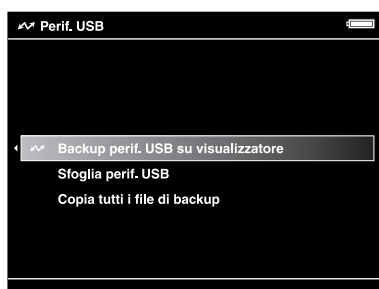 Perif. USB
Backup perif. USB su visualizzatore
Sfoglia perif. USB
Copia tutti i file di backup